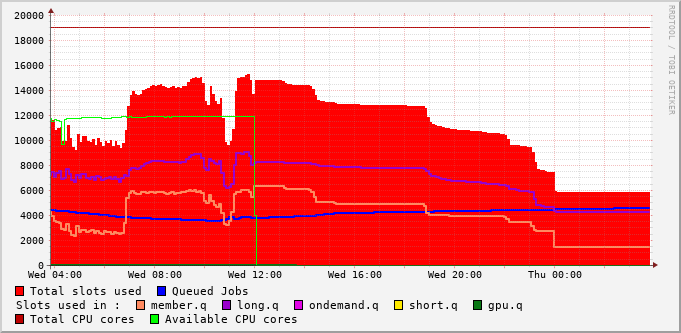 20000
18000
16000
14000
12000
10000
8000
6000
4000
2000
0
Wed 04:00 Wed 08:00 Wed 12:00 Wed 16:00 Wed 20:00 Thu 00:00
Total slots used Queued Jobs
Slots used in : member.q long.q ondemand.q short.q gpu.q
Total CPU cores Available CPU cores
RRDTOOL / TOBI OETIKER